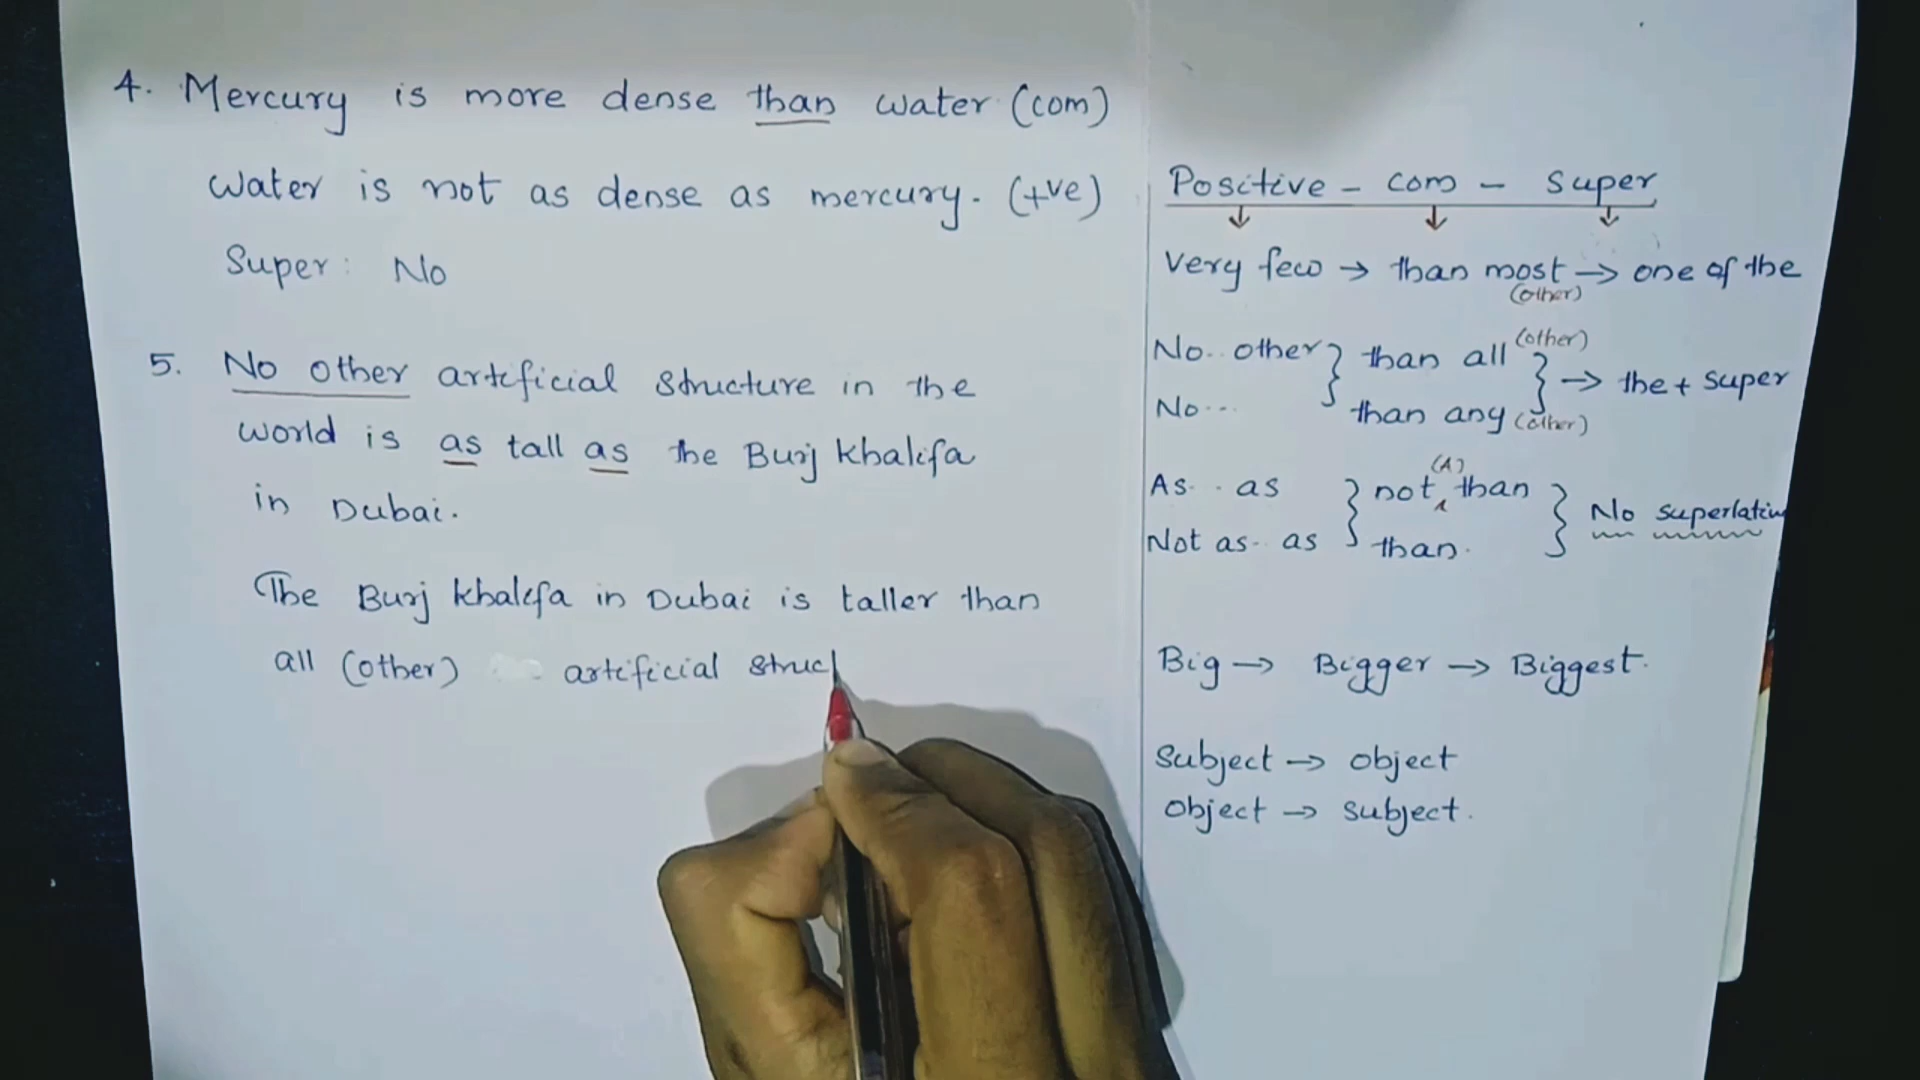 4. Mercury is more dense than water (com)
Water is not as dense as mercury. (+ve)
Super: No
5. No other artificial structure in the
world is as tall as the Burj Khalifa
in Dubai.
The Burj Khalifa in Dubai is taller than
all (other) artificial struct
Positive - com - Super
Very few → than most → one of the
(other)
No.. other } than all (other) } → the + super
No... than any (other)
As.. as } not (A) than } No superlative
Not as.. as than.
Big → Bigger → Biggest.
Subject → object
object → subject.